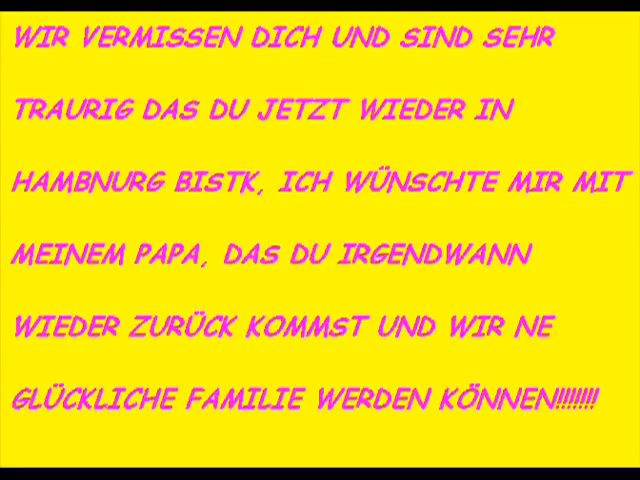 WIR VERMISSEN DICH UND SIND SEHR
TRAURIG DAS DU JETZT WIEDER IN
HAMBNURG BISTK, ICH WÜNSCHTE MIR MIT
MEINEM PAPA, DAS DU IRGENDWANN
WIEDER ZURÜCK KOMMST UND WIR NE
GLÜCKLICHE FAMILIE WERDEN KÖNNEN!!!!!!!